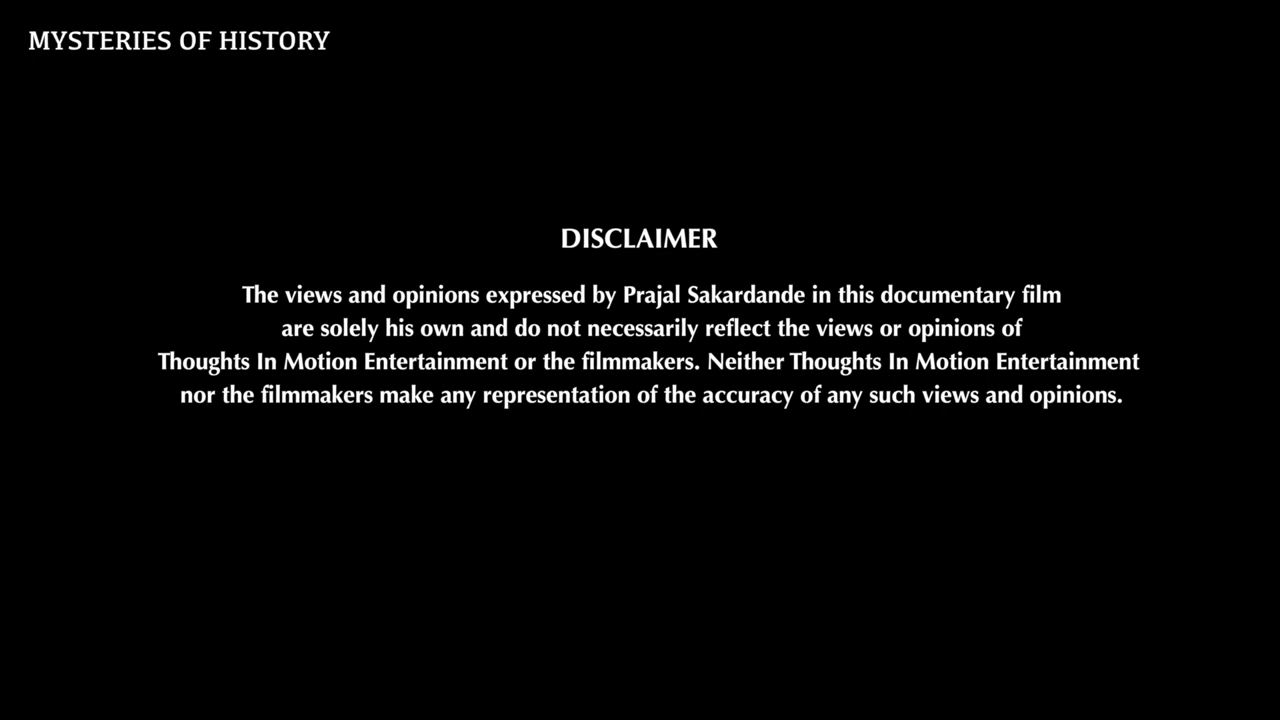 MYSTERIES OF HISTORY
DISCLAIMER
The views and opinions expressed by Prajal Sakardande in this documentary film
are solely his own and do not necessarily reflect the views or opinions of
Thoughts In Motion Entertainment or the filmmakers. Neither Thoughts In Motion Entertainment
nor the filmmakers make any representation of the accuracy of any such views and opinions.